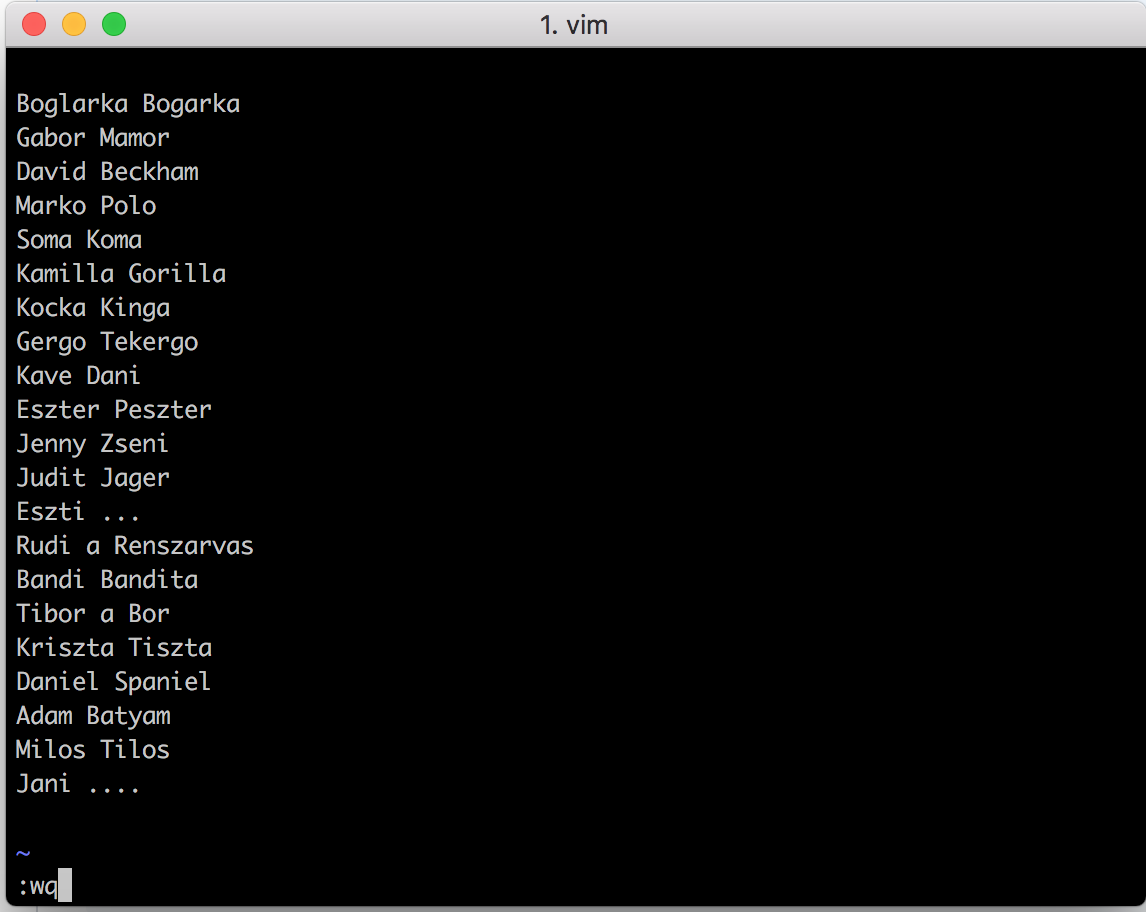 1. vim
Boglarka Bogarka
Gabor Mamor
David Beckham
Marko Polo
Soma Koma
Kamilla Gorilla
Kocka Kinga
Gergo Tekergo
Kave Dani
Eszter Peszter
Jenny Zseni
Judit Jager
Eszti ...
Rudi a Renszarvas
Bandi Bandita
Tibor a Bor
Kriszta Tiszta
Daniel Spaniel
Adam Batyam
Milos Tilos
Jani ....
~
:wq